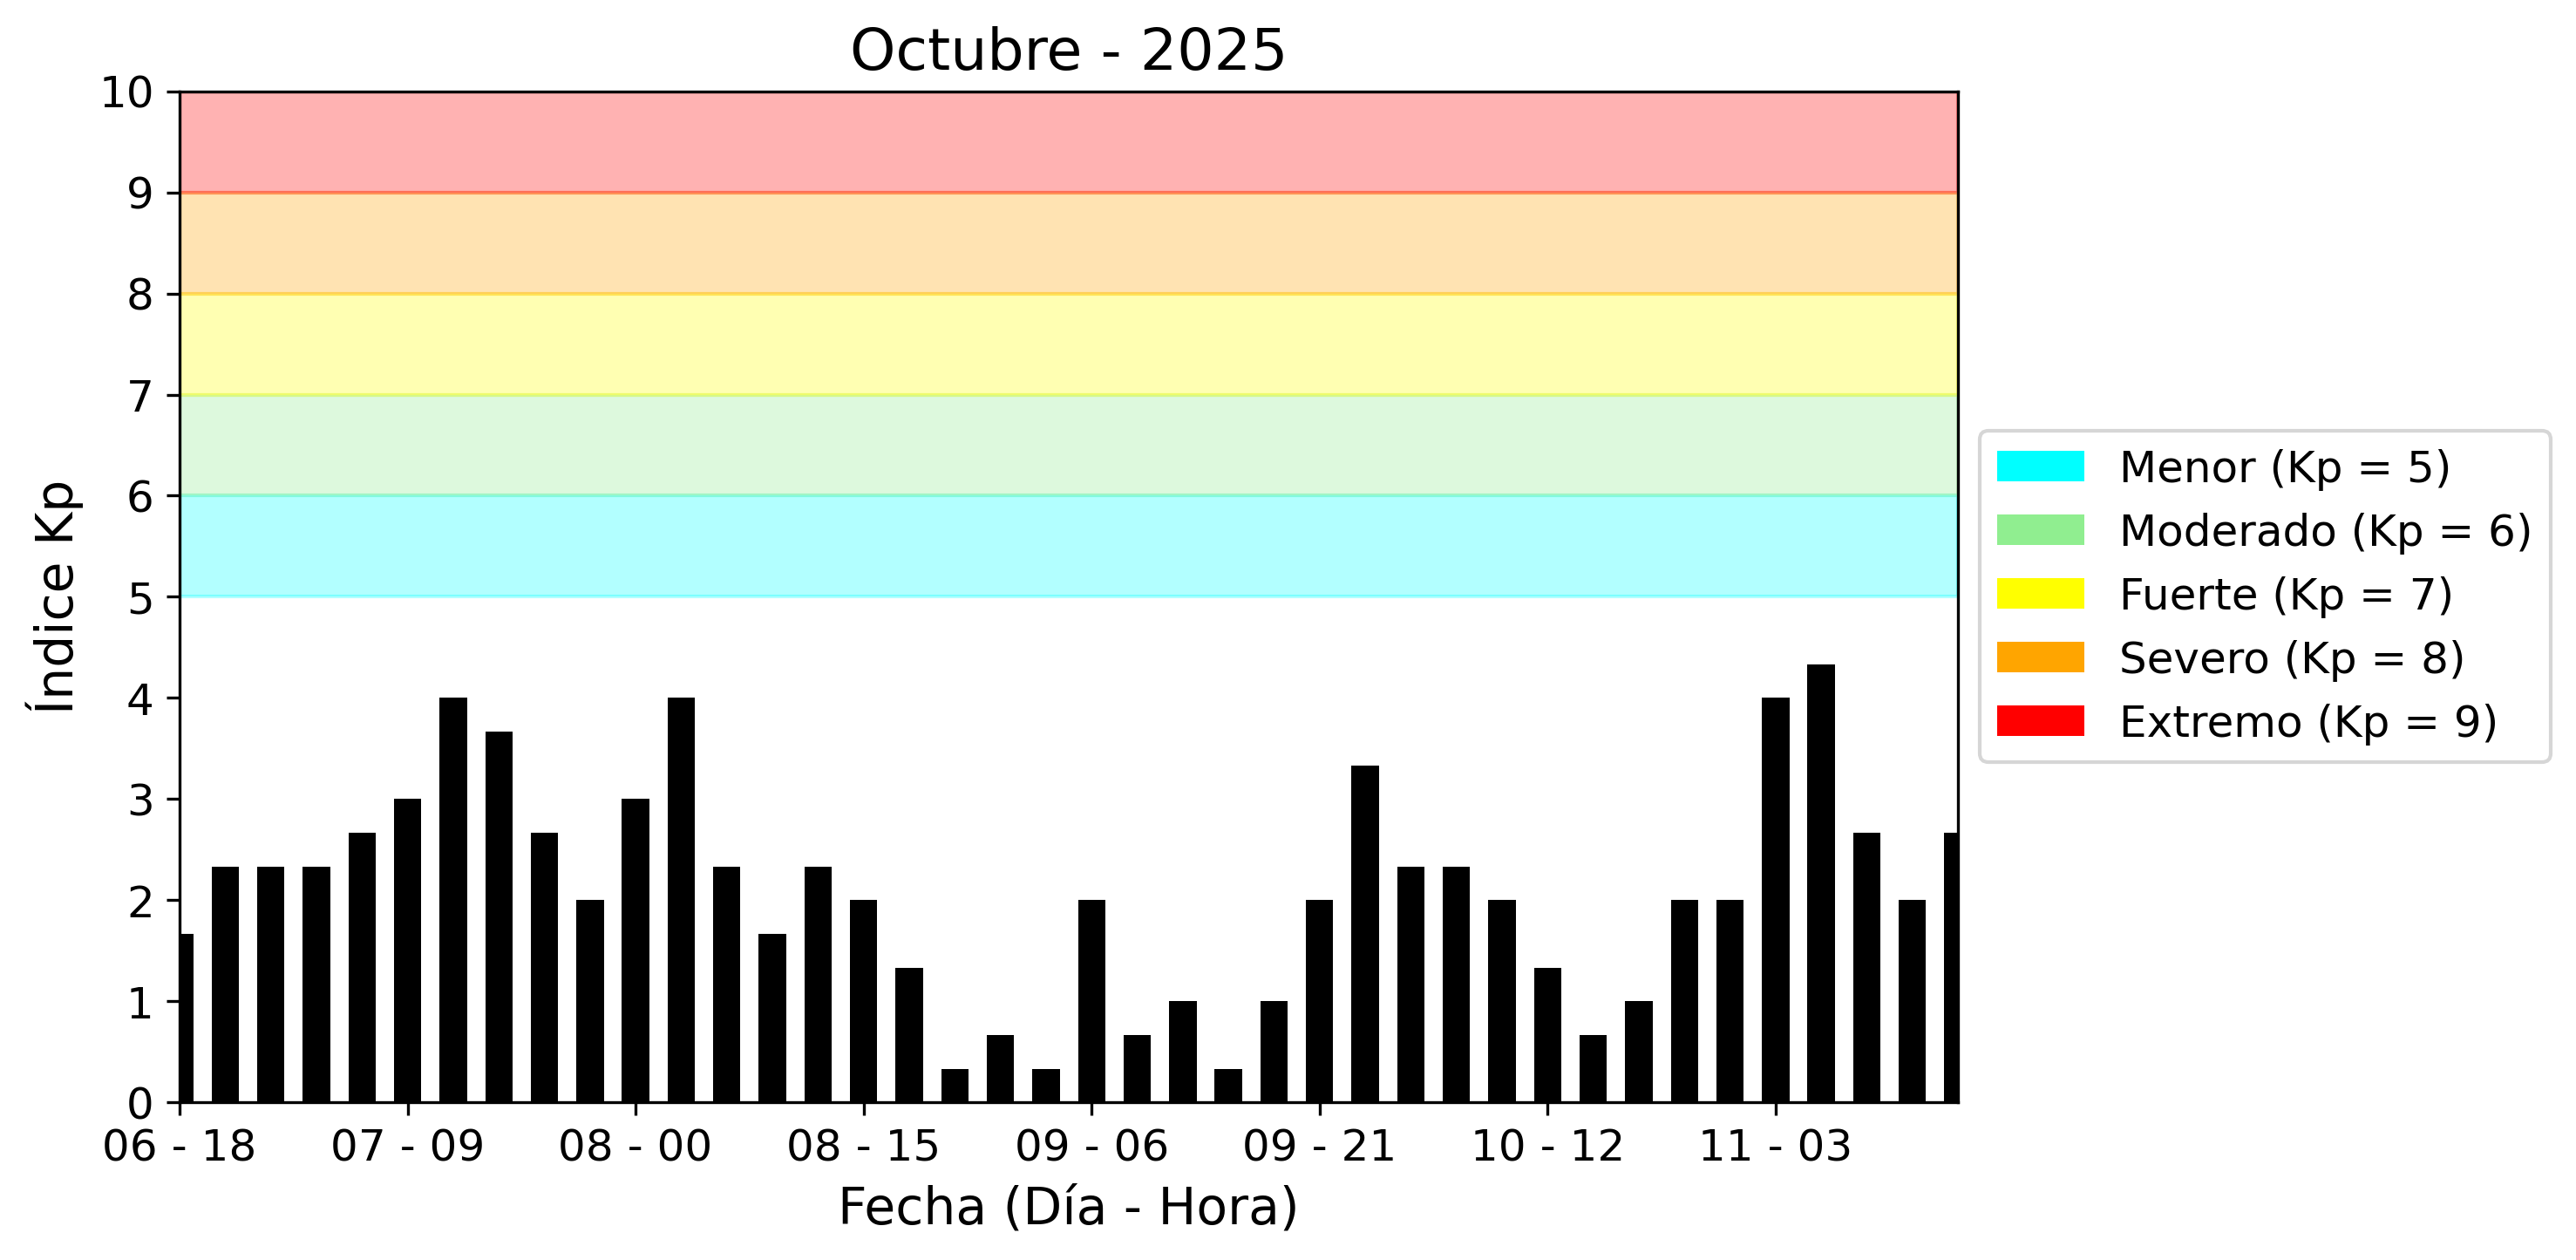 Octubre - 2025
10
9
8
7
6
5
4
3
2
1
0
Índice Kp
06 - 18 07 - 09 08 - 00 08 - 15 09 - 06 09 - 21 10 - 12 11 - 03
Fecha (Día - Hora)
Menor (Kp = 5)
Moderado (Kp = 6)
Fuerte (Kp = 7)
Severo (Kp = 8)
Extremo (Kp = 9)